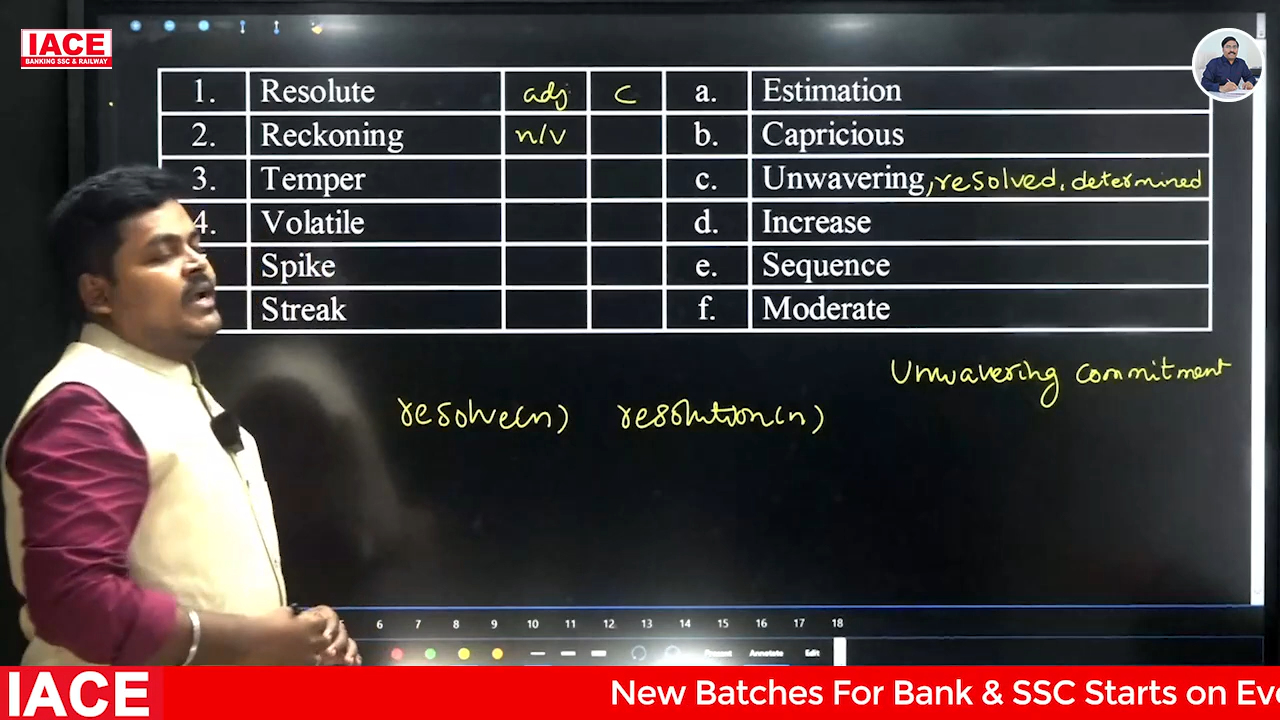 IACE
BANKING SSC & RAILWAY
1. Resolute adj c a. Estimation
2. Reckoning n/v b. Capricious
3. Temper c. Unwavering, resolved, determined
4. Volatile d. Increase
Spike e. Sequence
Streak f. Moderate
Unwavering commitment
resolve(n) resolution(n)
6 7 8 9 10 11 12 13 14 15 16 17 18
Present Annotate Edit
IACE New Batches For Bank & SSC Starts on Eve